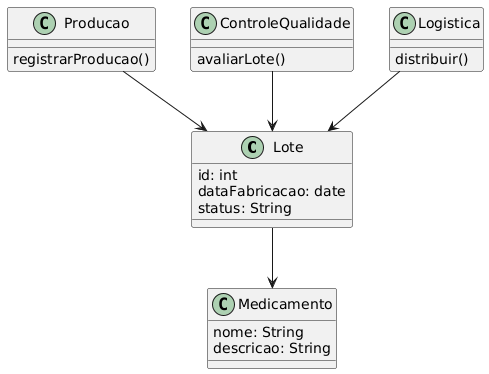 C Producao
registrarProducao()
C ControleQualidade
avaliarLote()
C Logistica
distribuir()
C Lote
id: int
dataFabricacao: date
status: String
C Medicamento
nome: String
descricao: String